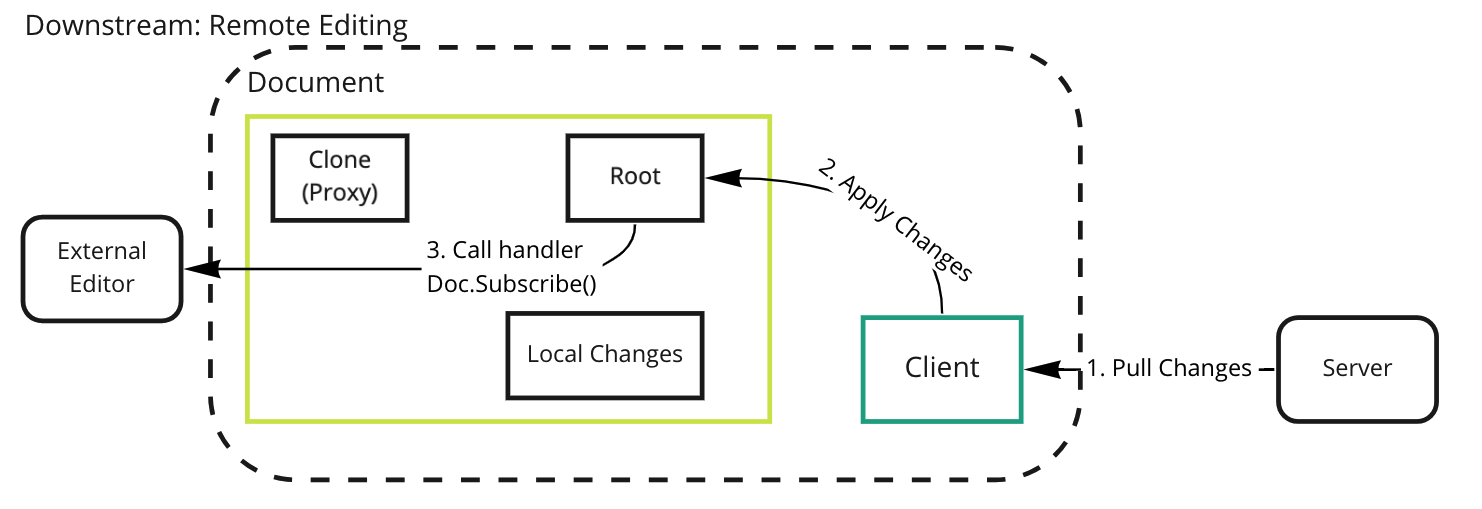 Downstream: Remote Editing
Document
Clone
(Proxy)
Root
2. Apply Changes
External
Editor
3. Call handler
Doc.Subscribe()
Local Changes
Client
1. Pull Changes
Server